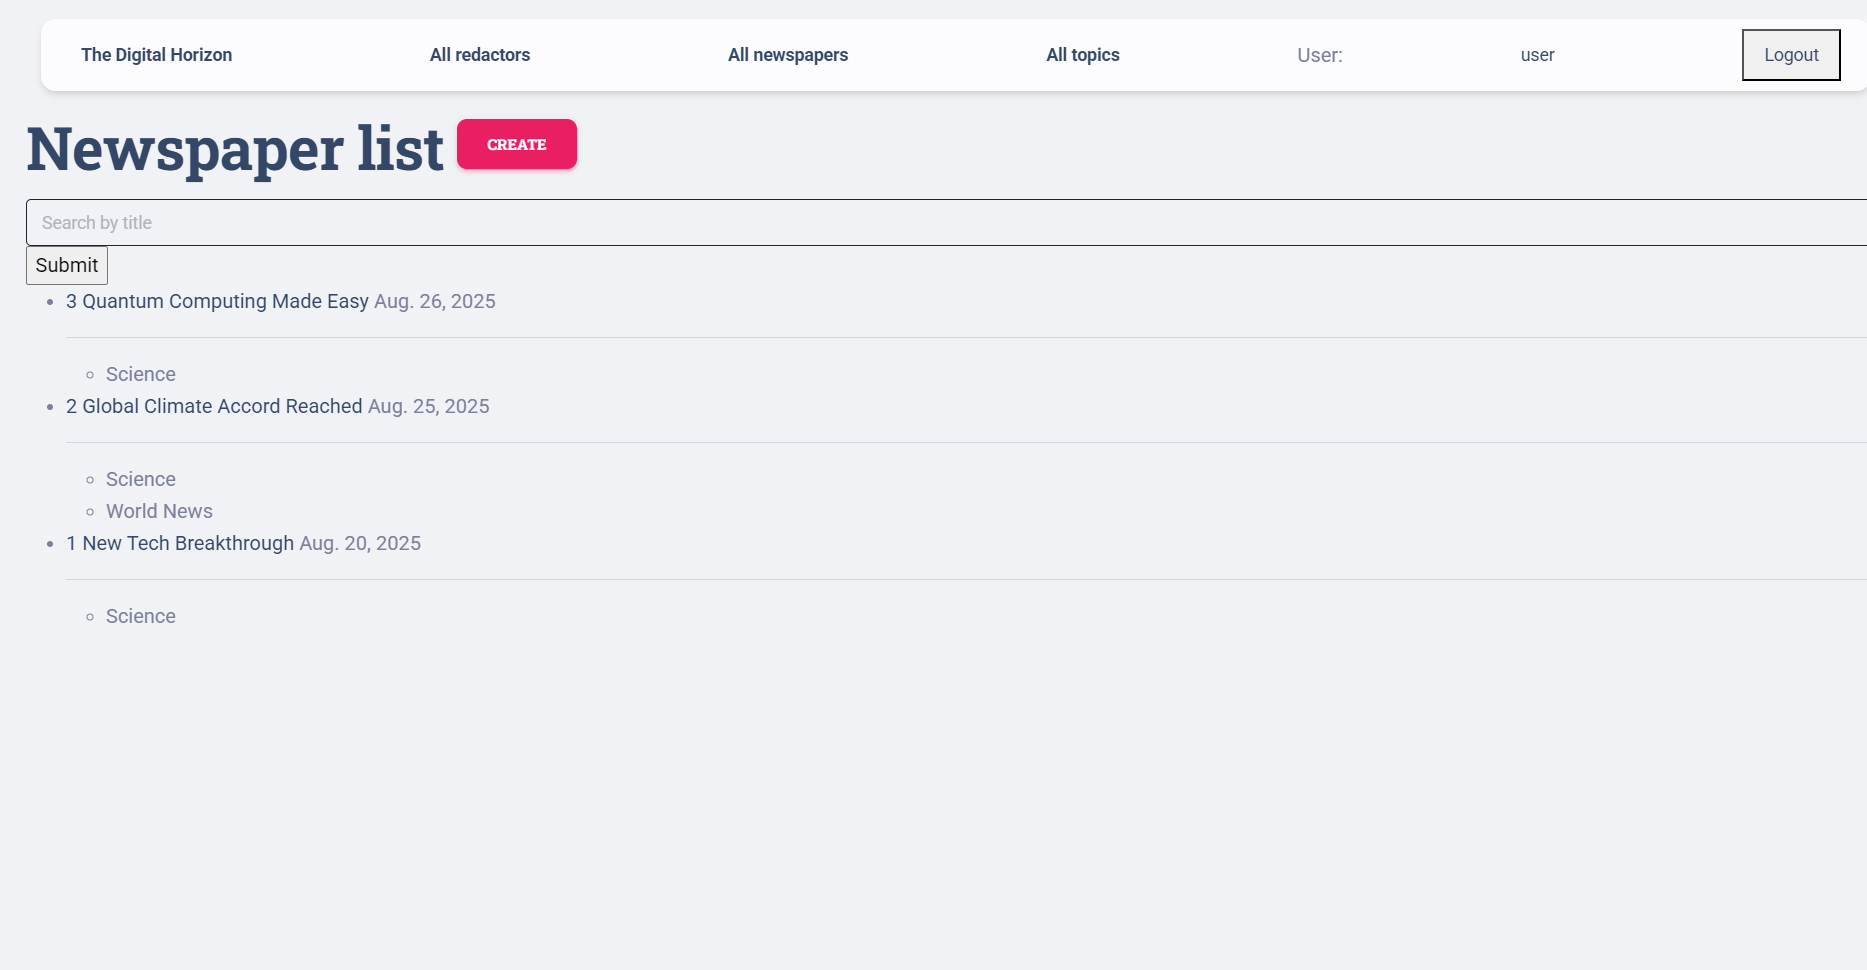 The Digital Horizon All redactors All newspapers All topics User: user Logout
Newspaper list CREATE
Search by title
Submit
3 Quantum Computing Made Easy Aug. 26, 2025
Science
2 Global Climate Accord Reached Aug. 25, 2025
Science
World News
1 New Tech Breakthrough Aug. 20, 2025
Science